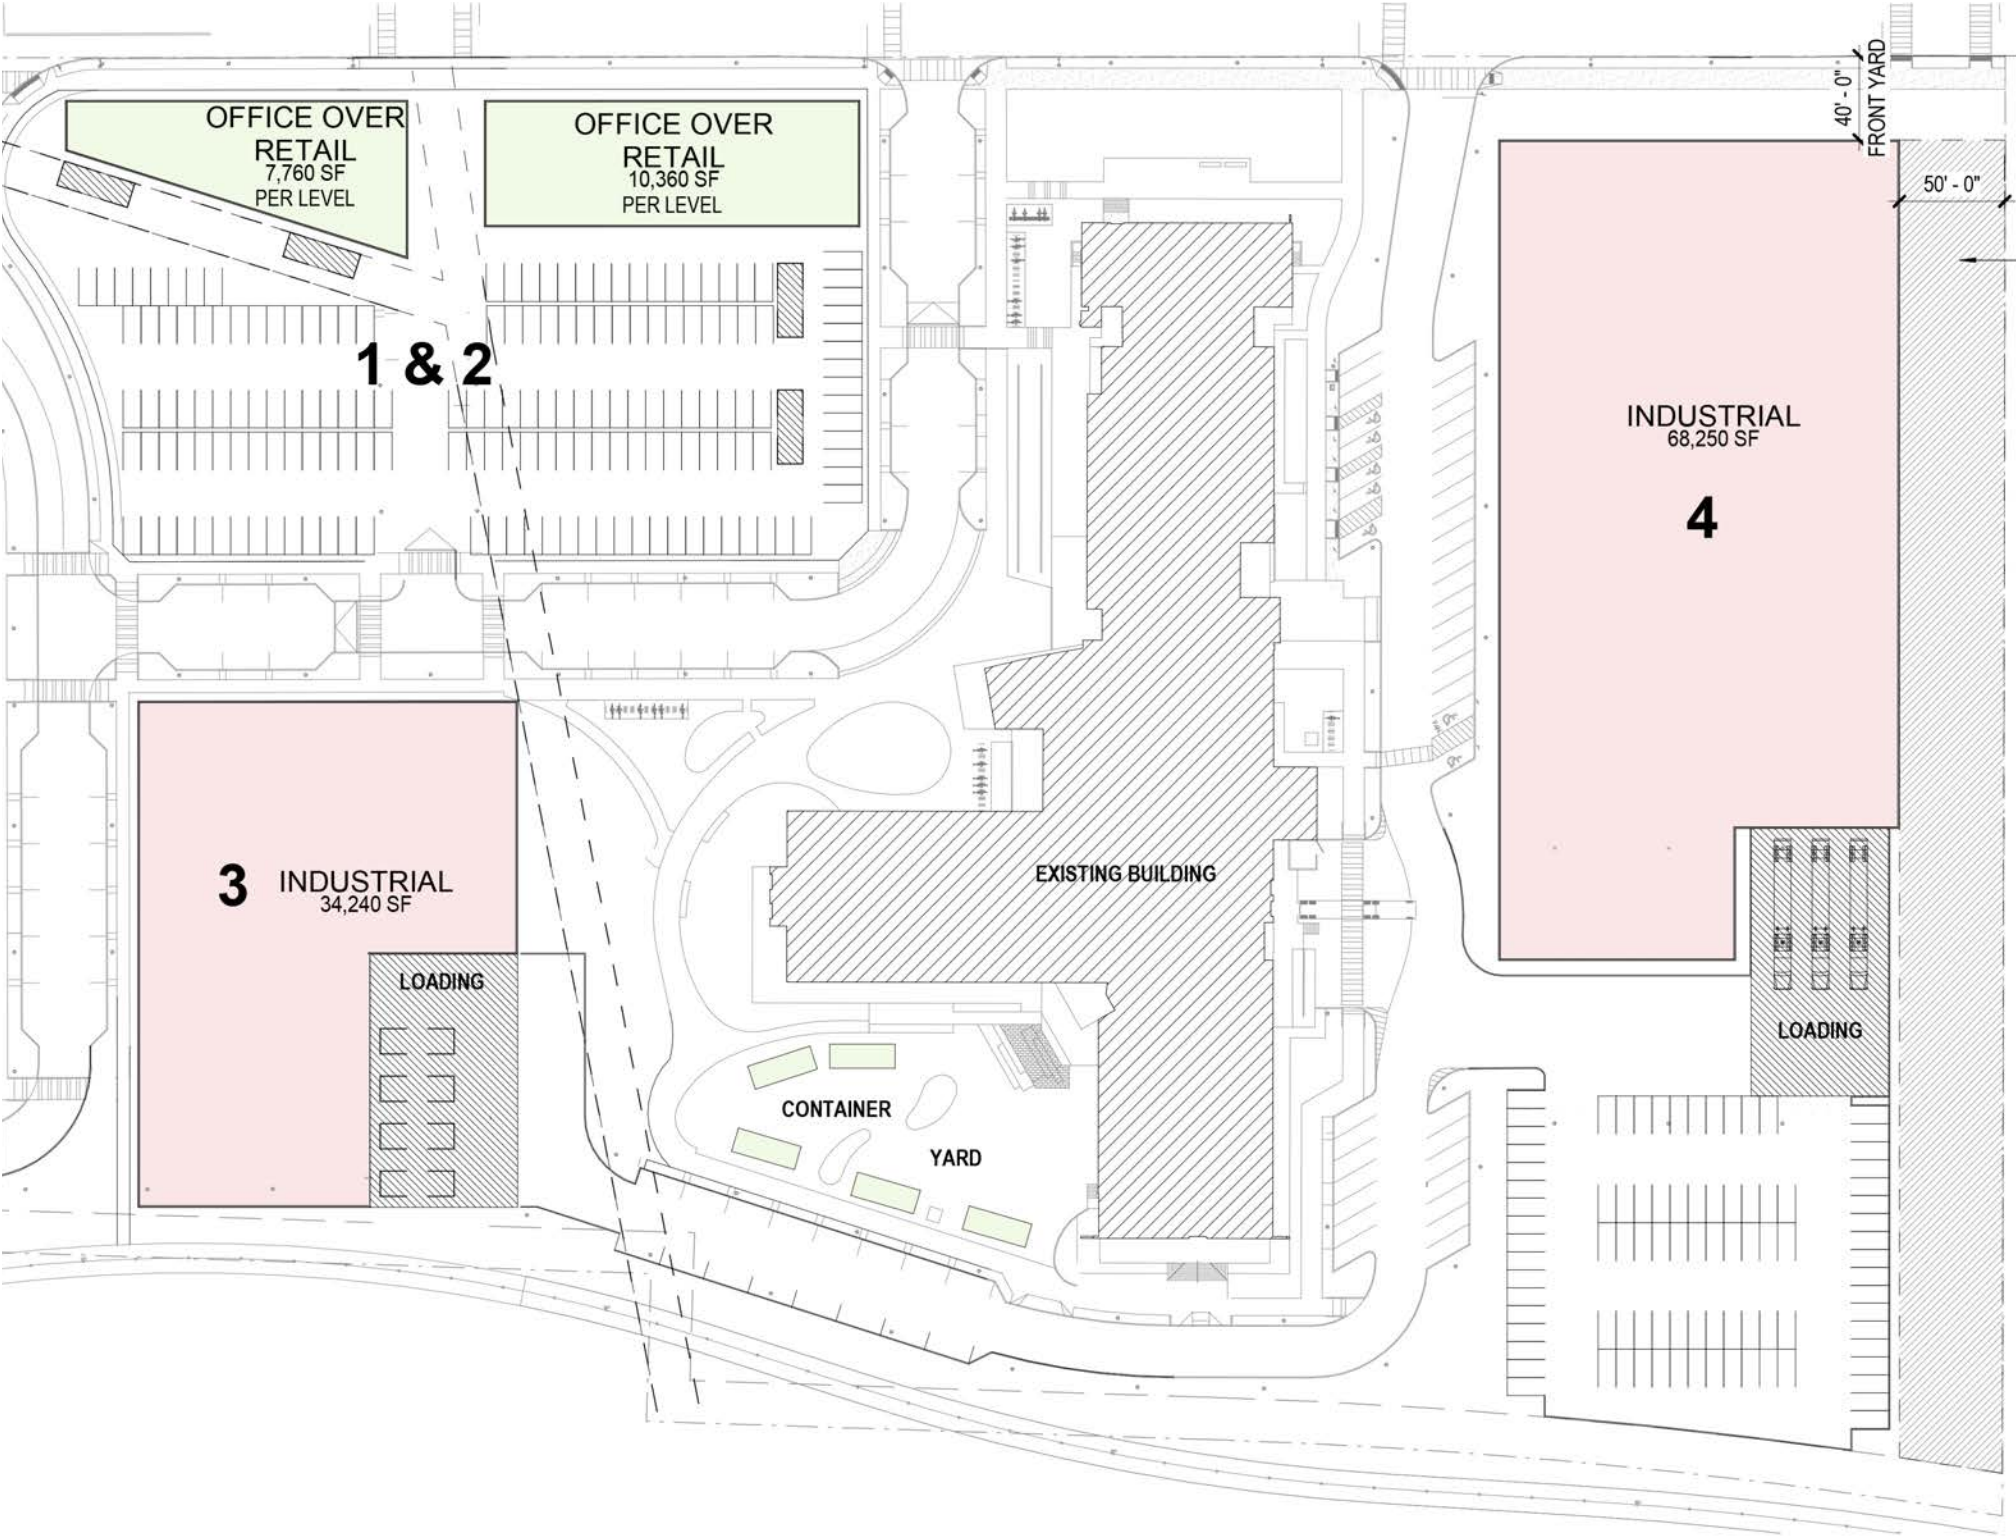 OFFICE OVER
RETAIL
7,760 SF
PER LEVEL
OFFICE OVER
RETAIL
10,360 SF
PER LEVEL
40' - 0"
FRONT YARD
50' - 0"
1 & 2
INDUSTRIAL
68,250 SF
4
3 INDUSTRIAL
34,240 SF
EXISTING BUILDING
LOADING
LOADING
CONTAINER
YARD